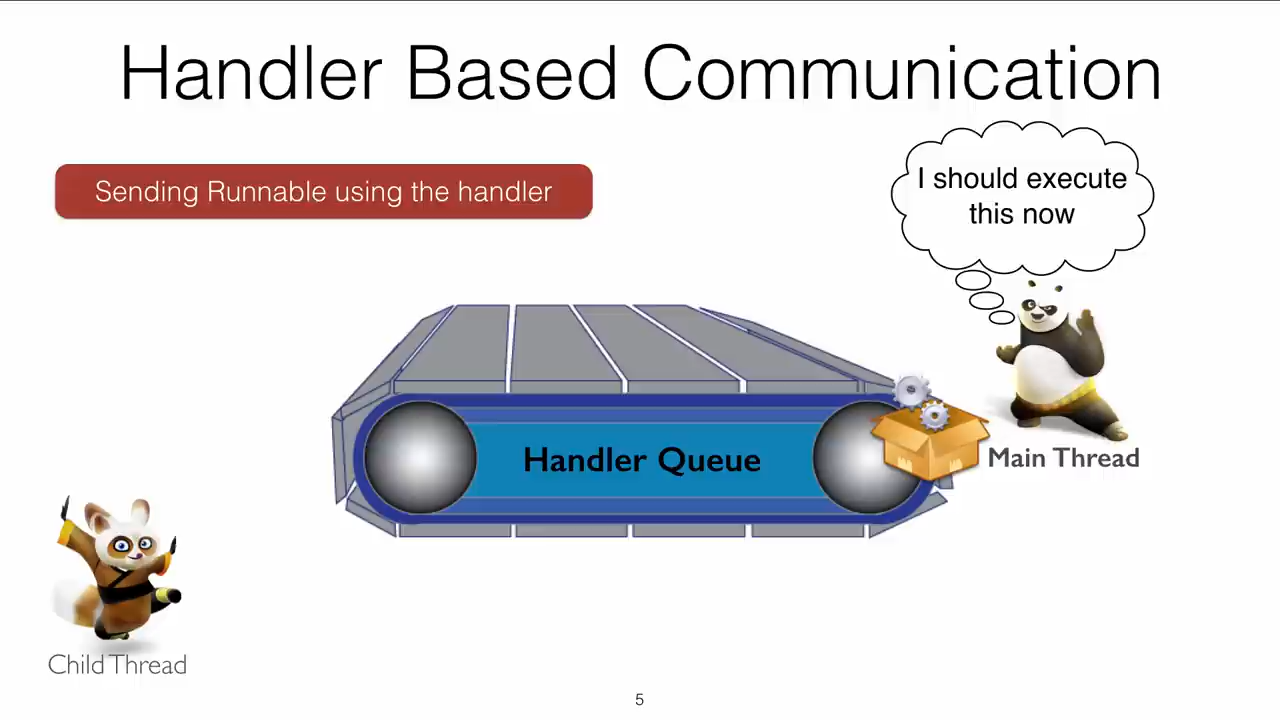 Handler Based Communication
Sending Runnable using the handler
I should execute
this now
Handler Queue
Main Thread
Child Thread
5